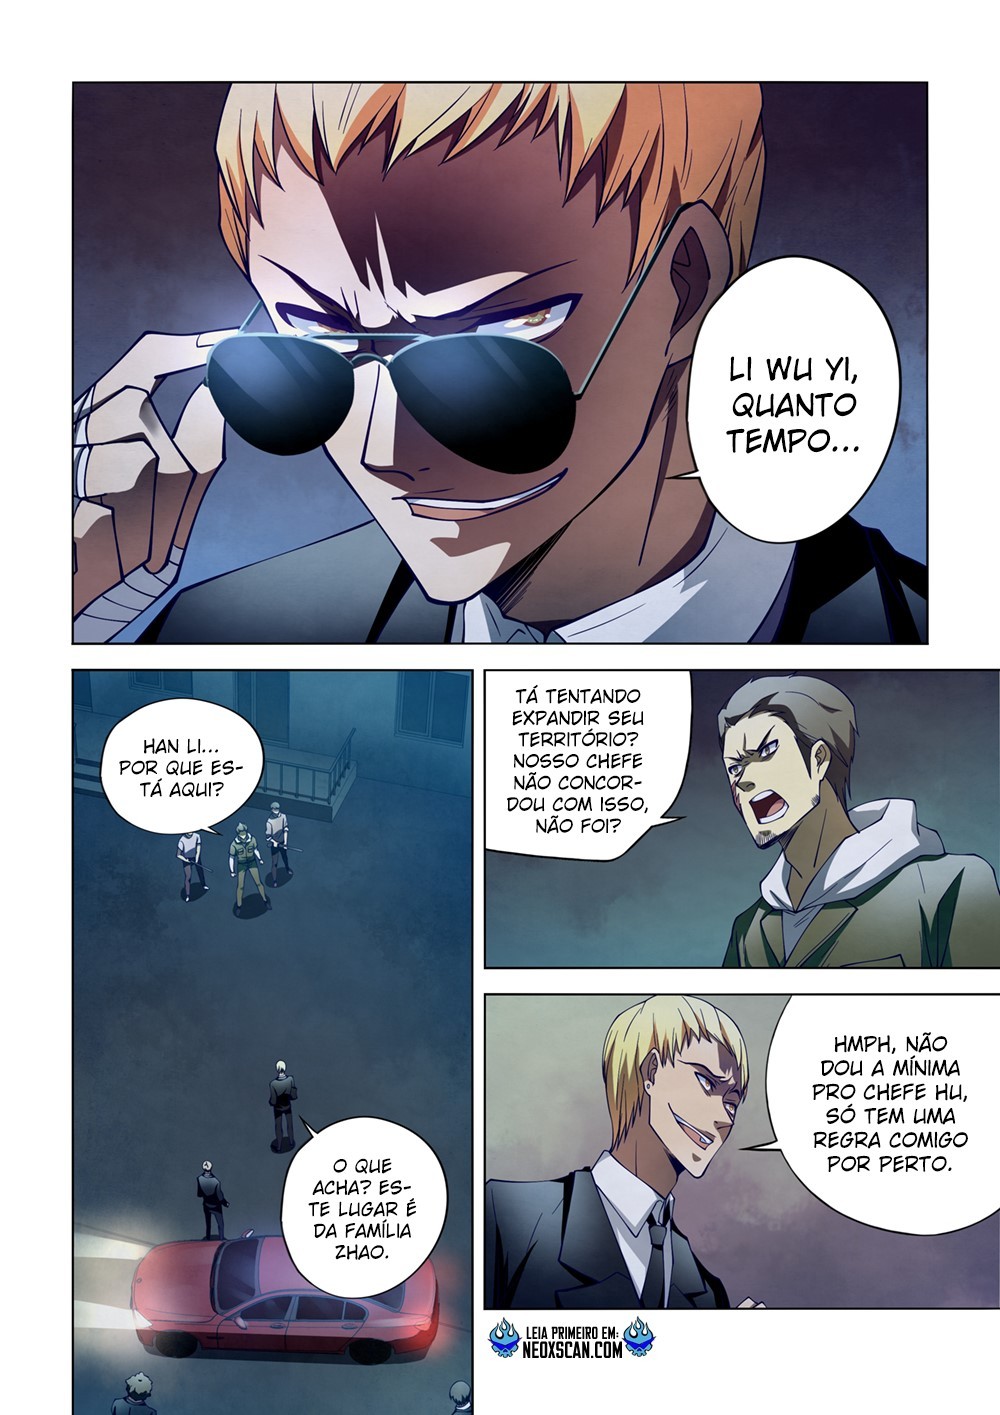 LI WU YI,
QUANTO
TEMPO...
HAN LI...
POR QUE ES-
TÁ AQUI?
O QUE
ACHA? ES-
TE LUGAR É
DA FAMÍLIA
ZHAO.
TÁ TENTANDO
EXPANDIR SEU
TERRITÓRIO?
NOSSO CHEFE
NÃO CONCOR-
DOU COM ISSO,
NÃO FOI?
HMPH, NÃO
DOU A MÍNIMA
PRO CHEFE HU,
SÓ TEM UMA
REGRA COMIGO
POR PERTO.
LEIA PRIMEIRO EM:
NEOXSCAN.COM